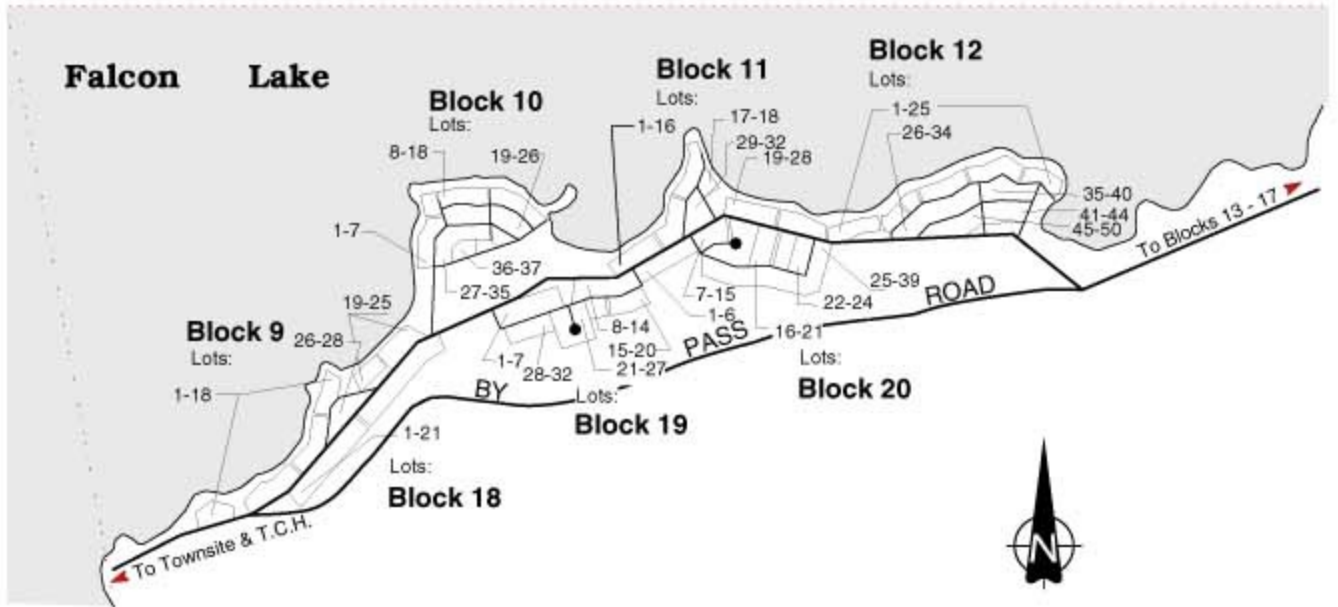 Falcon Lake
Block 12
Lots:
1-25
26-34
35-40
41-44
45-50
Block 11
Lots:
1-16
17-18
29-32
19-28
Block 10
Lots:
8-18
19-26
1-7
36-37
27-35
Block 9
Lots:
19-25
26-28
1-18
To Blocks 13 - 17
BY PASS ROAD
7-15
1-6
16-21
22-24
25-39
Lots:
Block 20
8-14
15-20
21-27
1-7
28-32
Lots:
Block 19
1-21
Lots:
Block 18
To Townsite & T.C.H.
N